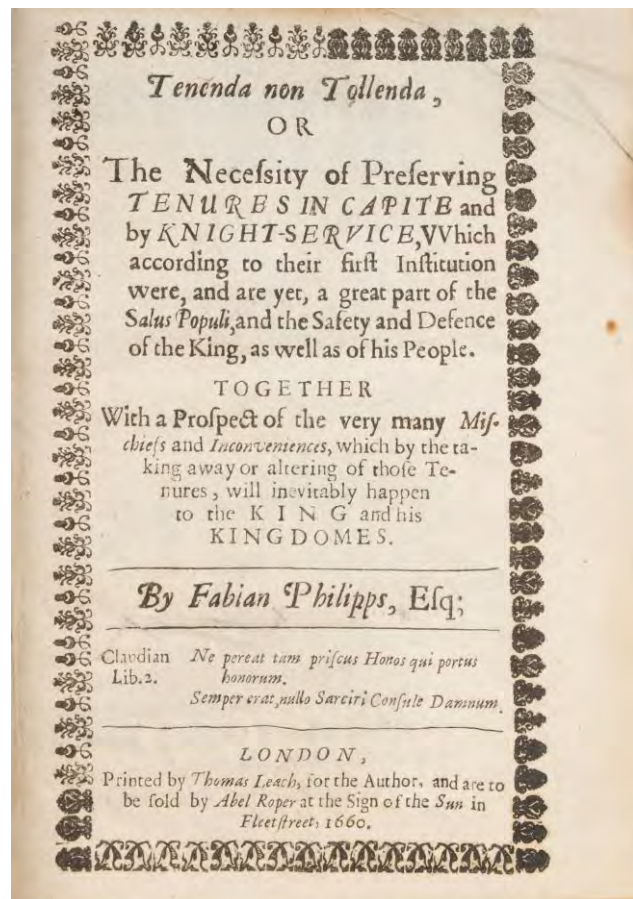 Tenenda non Tollenda,
OR
The Neceſsity of Preſerving
TENURES IN CAPITE and
by KNIGHT-SERVICE, VVhich
according to their firſt Inſtitution
were, and are yet, a great part of the
Salus Populi, and the Safety and Defence
of the King, as well as of his People.
TOGETHER
With a Proſpect of the very many Miſ-
chiefs and Inconveniences, which by the ta-
king away or altering of thoſe Te-
nures, will inevitably happen
to the KING and his
KINGDOMES.
By Fabian Philipps, Eſq;
Claudian Ne pereat tam priſcus Honos qui portus
Lib. 2. honorum.
Semper erat, nullo Sarciri Conſule Damnum.
LONDON,
Printed by Thomas Leach, for the Author, and are to
be ſold by Abel Roper at the Sign of the Sun in
Fleetſtreet, 1660.